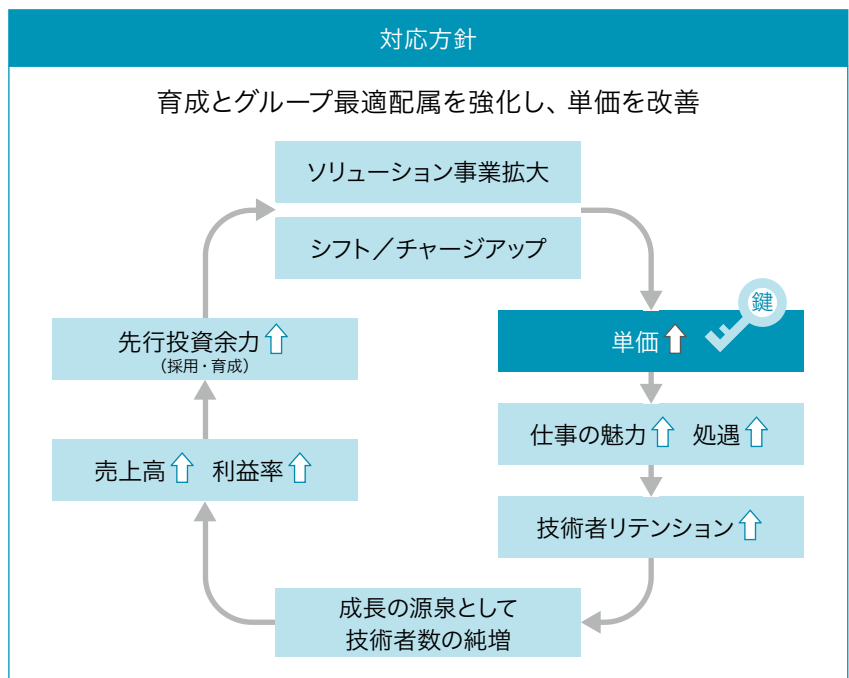 対応方針
育成とグループ最適配属を強化し、単価を改善
ソリューション事業拡大
シフト／チャージアップ
鍵
単価
仕事の魅力 処遇
技術者リテンション
成長の源泉として
技術者数の純増
売上高 利益率
先行投資余力
（採用・育成）